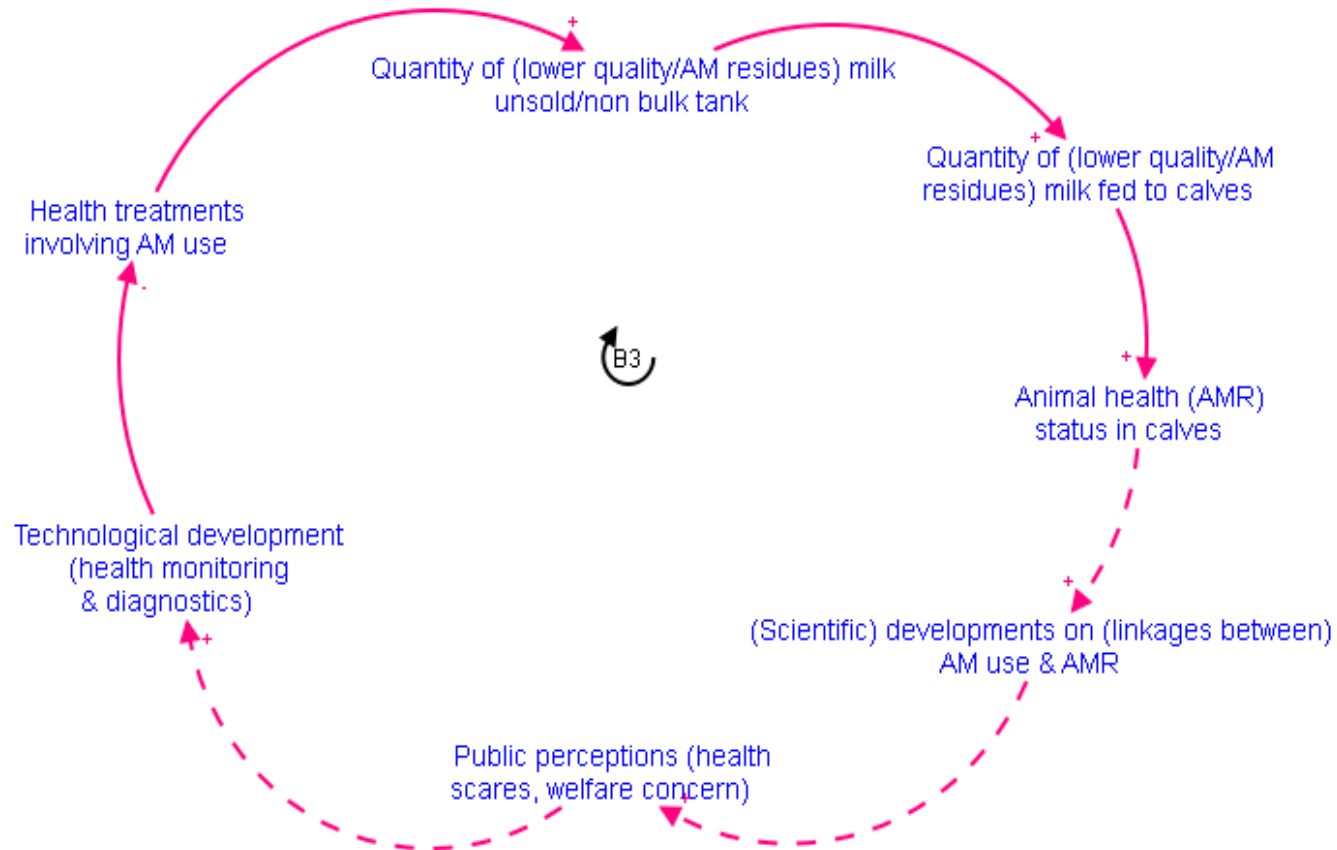 +
Quantity of (lower quality/AM residues) milk
unsold/non bulk tank
+
Quantity of (lower quality/AM
residues) milk fed to calves
Health treatments
involving AM use
-
B3
+
Animal health (AMR)
status in calves
Technological development
(health monitoring
& diagnostics)
+
+
(Scientific) developments on (linkages between)
AM use & AMR
Public perceptions (health
scares, welfare concern)
+